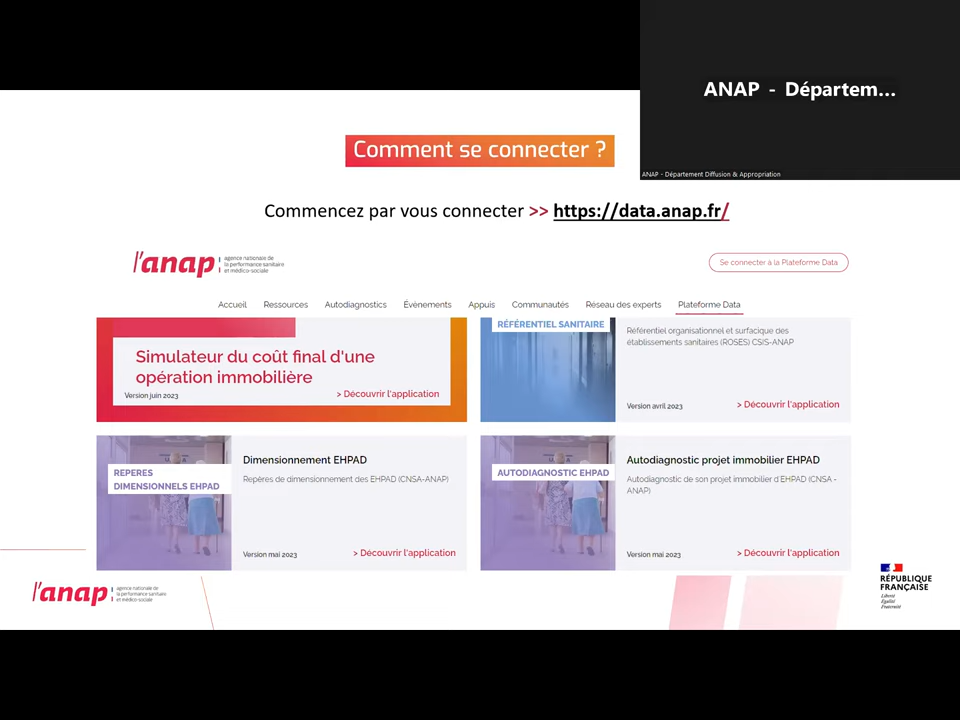 ANAP - Départem...
ANAP - Département Diffusion & Appropriation
Comment se connecter ?
Commencez par vous connecter >> https://data.anap.fr/
l'anap
agence nationale de
la performance sanitaire
et médico-sociale
Se connecter à la Plateforme Data
Accueil Ressources Autodiagnostics Évènements Appuis Communautés Réseau des experts Plateforme Data
Simulateur du coût final d'une
opération immobilière
Version juin 2023
> Découvrir l'application
RÉFÉRENTIEL SANITAIRE
Référentiel organisationnel et surfacique des
établissements sanitaires (ROSES) CSIS-ANAP
Version avril 2023
> Découvrir l'application
REPERES
DIMENSIONNELS EHPAD
Dimensionnement EHPAD
Repères de dimensionnement des EHPAD (CNSA-ANAP)
Version mai 2023
> Découvrir l'application
AUTODIAGNOSTIC EHPAD
Autodiagnostic projet immobilier EHPAD
Autodiagnostic de son projet immobilier d'EHPAD (CNSA -
ANAP)
Version mai 2023
> Découvrir l'application
l'anap
agence nationale de
la performance sanitaire
et médico-sociale
RÉPUBLIQUE
FRANÇAISE
Liberté
Égalité
Fraternité